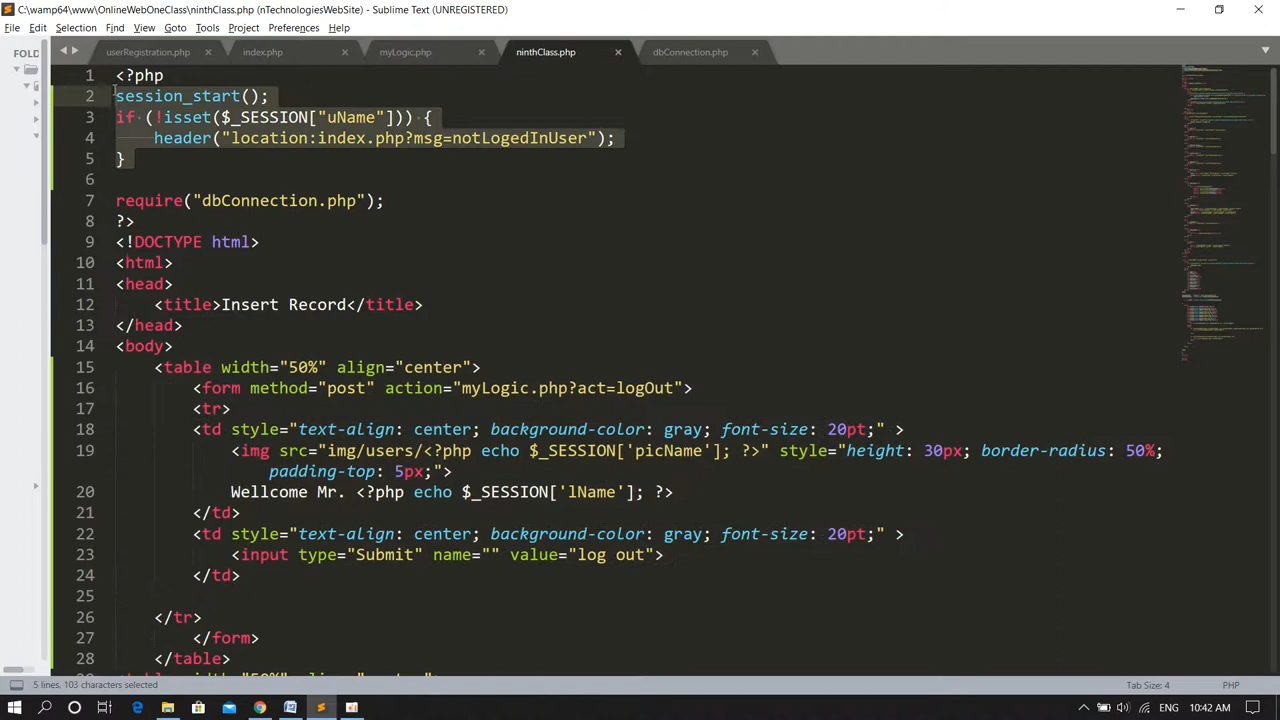 C:\wamp64\www\OnlineWebOneClass\ninthClass.php (nTechnologiesWebSite) - Sublime Text (UNREGISTERED)
File Edit Selection Find View Goto Tools Project Preferences Help
FOLD
userRegistration.php × index.php × myLogic.php × ninthClass.php × dbConnection.php ×
1 <?php
2 session_start();
3 if (!isset($_SESSION["uName"])) {
4 header("location:index.php?msg=notLogedInUser");
5 }
6
7 require("dbConnection.php");
8 ?>
9 <!DOCTYPE html>
10 <html>
11 <head>
12 <title>Insert Record</title>
13 </head>
14 <body>
15 <table width="50%" align="center">
16 <form method="post" action="myLogic.php?act=logOut">
17 <tr>
18 <td style="text-align: center; background-color: gray; font-size: 20pt;" >
19 <img src="img/users/<?php echo $_SESSION['picName']; ?>" style="height: 30px; border-radius: 50%;
padding-top: 5px;">
20 Wellcome Mr. <?php echo $_SESSION['lName']; ?>
21 </td>
22 <td style="text-align: center; background-color: gray; font-size: 20pt;" >
23 <input type="Submit" name="" value="log out">
24 </td>
25
26 </tr>
27 </form>
28 </table>
5 lines, 103 characters selected
Tab Size: 4 PHP
ENG 10:42 AM